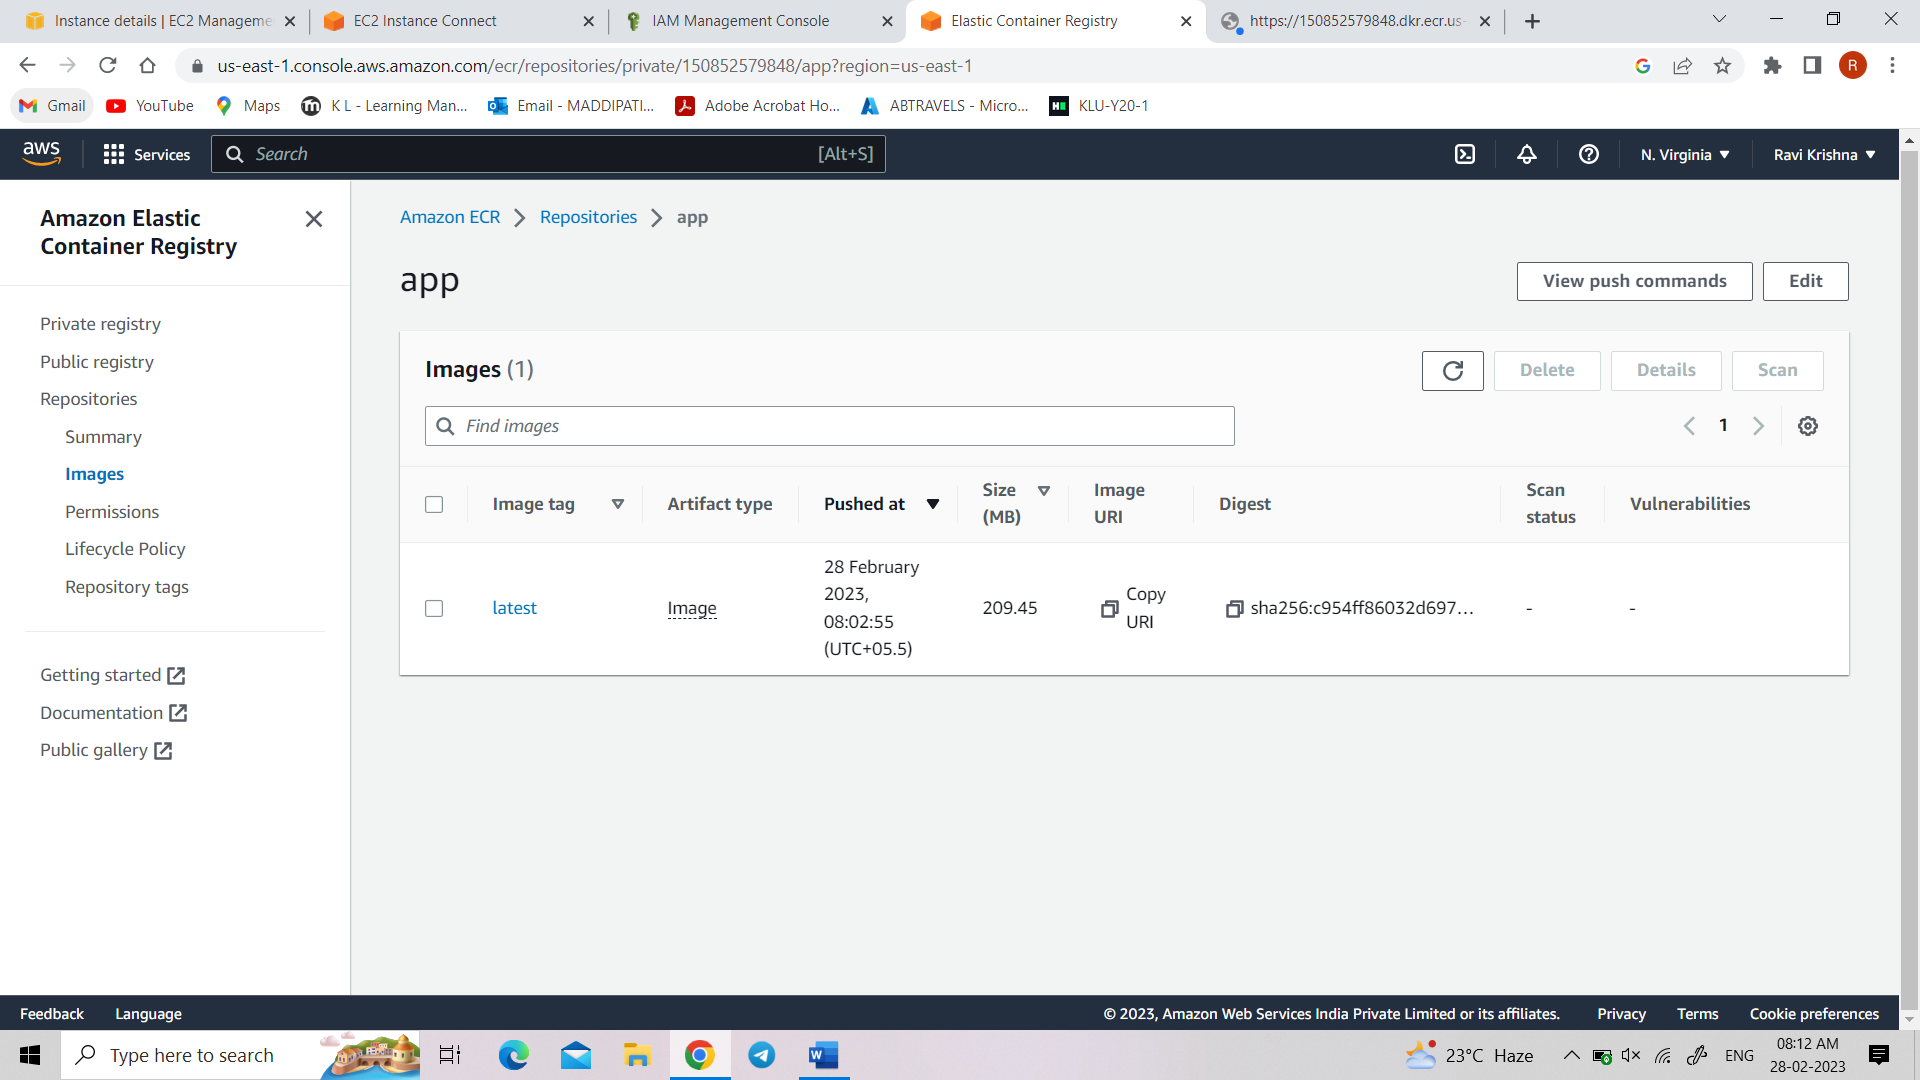 Instance details | EC2 Manageme
EC2 Instance Connect
IAM Management Console
Elastic Container Registry
https://150852579848.dkr.ecr.us-
us-east-1.console.aws.amazon.com/ecr/repositories/private/150852579848/app?region=us-east-1
R
Gmail
YouTube
Maps
K L - Learning Man...
Email - MADDIPATI...
Adobe Acrobat Ho...
ABTRAVELS - Micro...
KLU-Y20-1
aws
Services
Search
[Alt+S]
N. Virginia
Ravi Krishna
Amazon Elastic
Container Registry
Private registry
Public registry
Repositories
Summary
Images
Permissions
Lifecycle Policy
Repository tags
Getting started
Documentation
Public gallery
Amazon ECR
Repositories
app
app
View push commands
Edit
Images (1)
Delete
Details
Scan
Find images
1
Image tag
Artifact type
Pushed at
Size
(MB)
Image
URI
Digest
Scan
status
Vulnerabilities
latest
Image
28 February
2023,
08:02:55
(UTC+05.5)
209.45
Copy
URI
sha256:c954ff86032d697...
-
-
Feedback
Language
© 2023, Amazon Web Services India Private Limited or its affiliates.
Privacy
Terms
Cookie preferences
Type here to search
23°C Haze
ENG
08:12 AM
28-02-2023